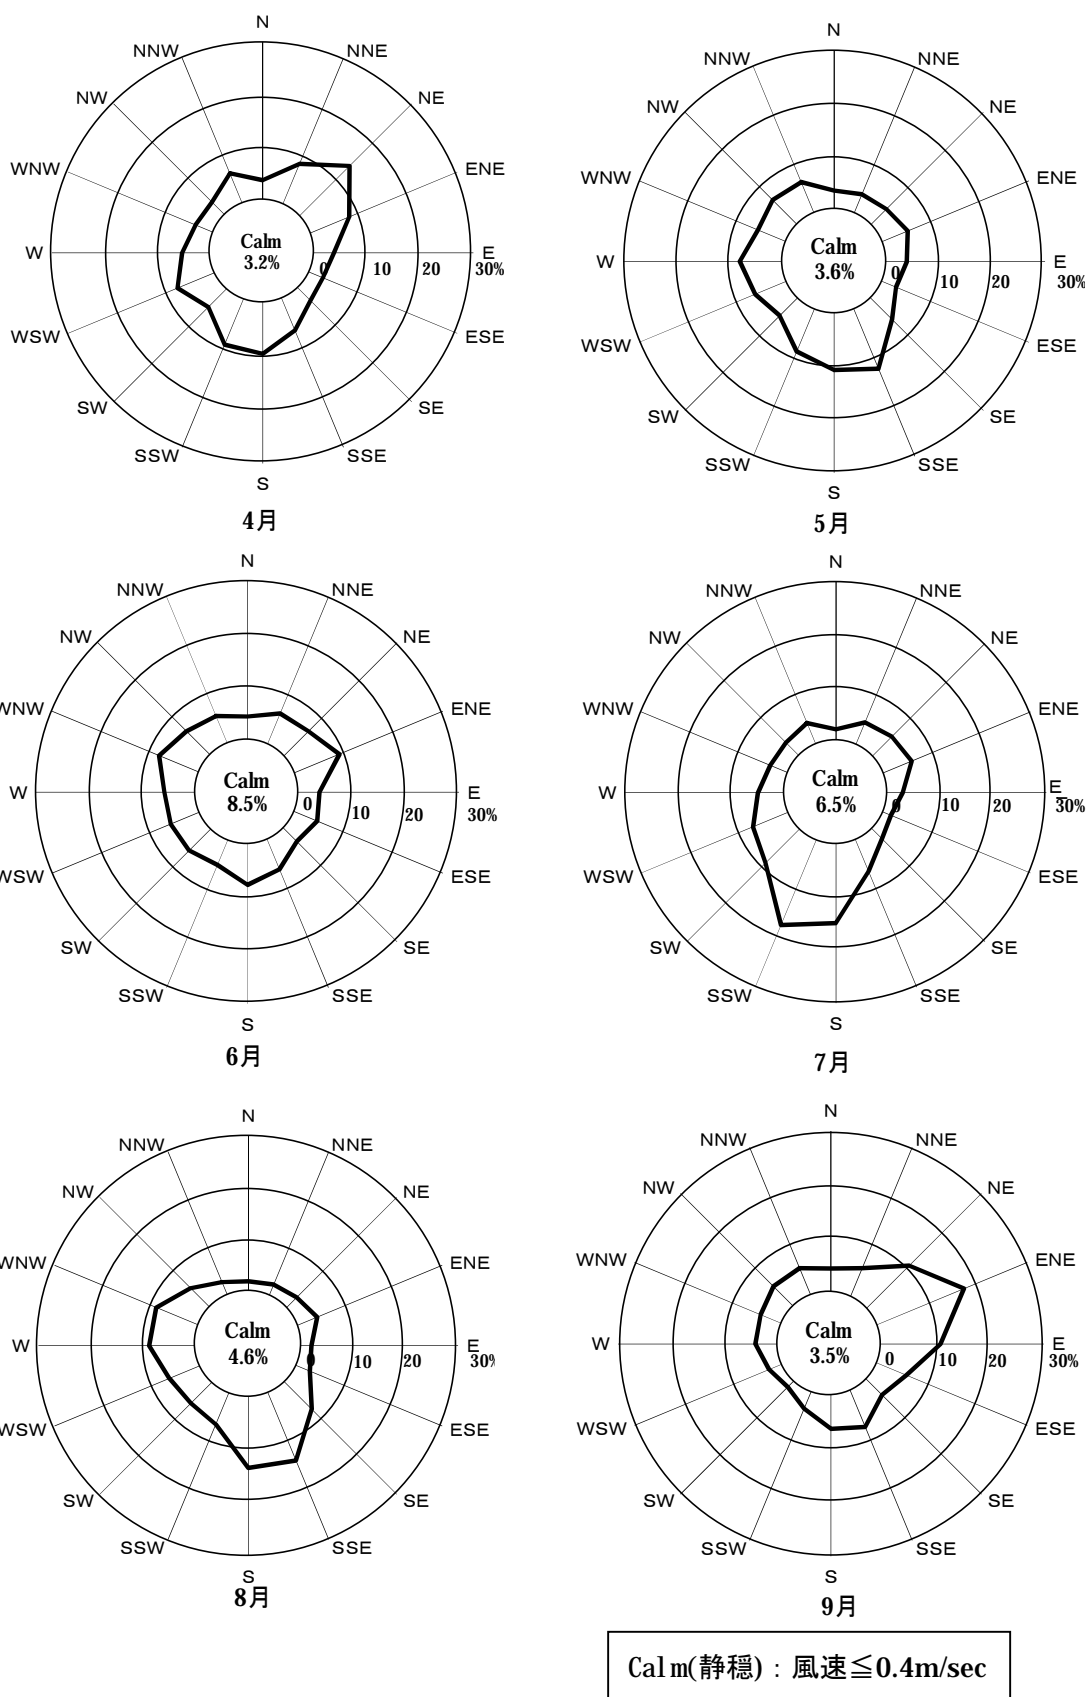 N
NNW
NNE
NW
NE
WNW
ENE
Calm
3.2%
W
0
10
20
E
30%
WSW
ESE
SW
SE
SSW
SSE
S
4月
N
NNW
NNE
NW
NE
WNW
ENE
Calm
3.6%
W
0
10
20
E
30%
WSW
ESE
SW
SE
SSW
SSE
S
5月
N
NNW
NNE
NW
NE
WNW
ENE
Calm
8.5%
W
0
10
20
E
30%
WSW
ESE
SW
SE
SSW
SSE
S
6月
N
NNW
NNE
NW
NE
WNW
ENE
Calm
6.5%
W
0
10
20
E
30%
WSW
ESE
SW
SE
SSW
SSE
S
7月
N
NNW
NNE
NW
NE
WNW
ENE
Calm
4.6%
W
0
10
20
E
30%
WSW
ESE
SW
SE
SSW
SSE
S
8月
N
NNW
NNE
NW
NE
WNW
ENE
Calm
3.5%
W
0
10
20
E
30%
WSW
ESE
SW
SE
SSW
SSE
S
9月
Calm(静穏)：風速≦0.4m/sec